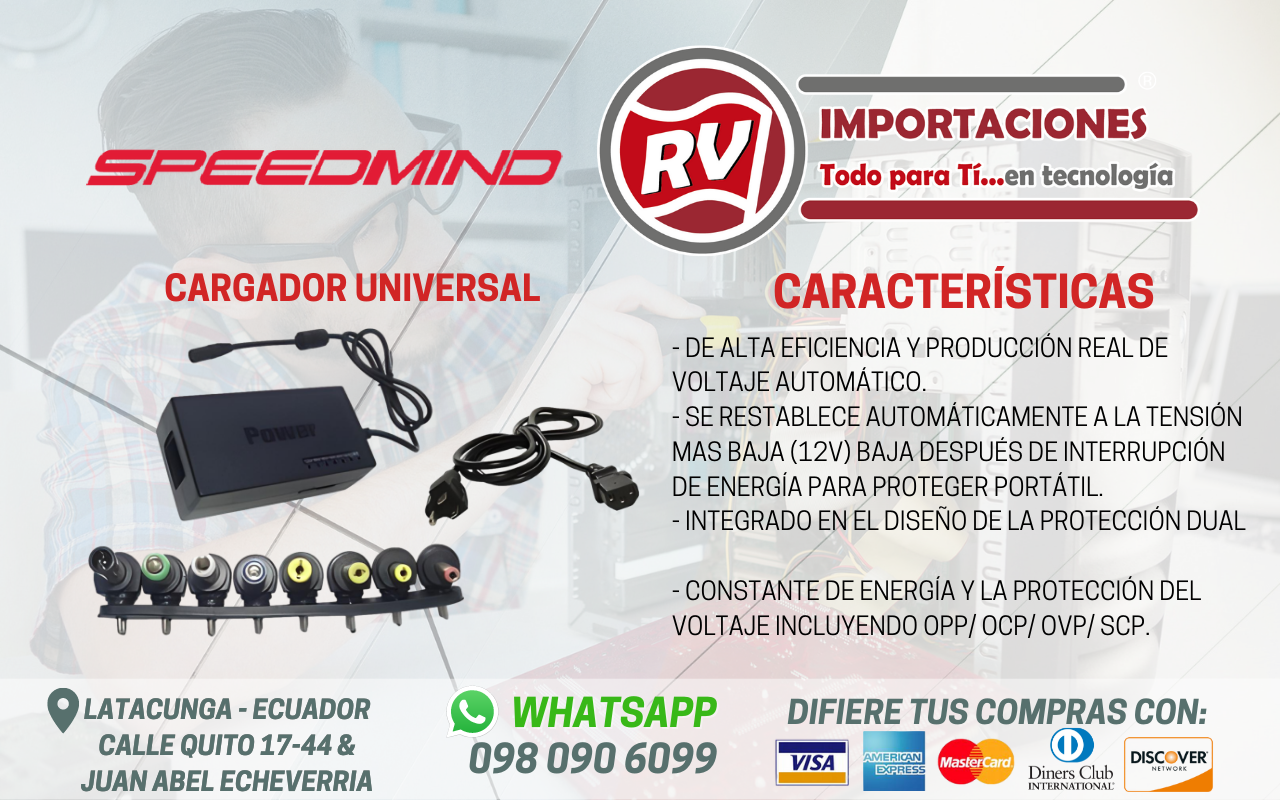 SPEEDMIND
RV
®
IMPORTACIONES
Todo para Tí...en tecnología
CARGADOR UNIVERSAL
Power
CARACTERÍSTICAS
- DE ALTA EFICIENCIA Y PRODUCCIÓN REAL DE
VOLTAJE AUTOMÁTICO.
- SE RESTABLECE AUTOMÁTICAMENTE A LA TENSIÓN
MAS BAJA (12V) BAJA DESPUÉS DE INTERRUPCIÓN
DE ENERGÍA PARA PROTEGER PORTÁTIL.
- INTEGRADO EN EL DISEÑO DE LA PROTECCIÓN DUAL
- CONSTANTE DE ENERGÍA Y LA PROTECCIÓN DEL
VOLTAJE INCLUYENDO OPP/ OCP/ OVP/ SCP.
LATACUNGA - ECUADOR
CALLE QUITO 17-44 &
JUAN ABEL ECHEVERRIA
WHATSAPP
098 090 6099
DIFIERE TUS COMPRAS CON:
VISA
AMERICAN
EXPRESS
MasterCard
Diners Club
INTERNATIONAL
DISCOVER
NETWORK